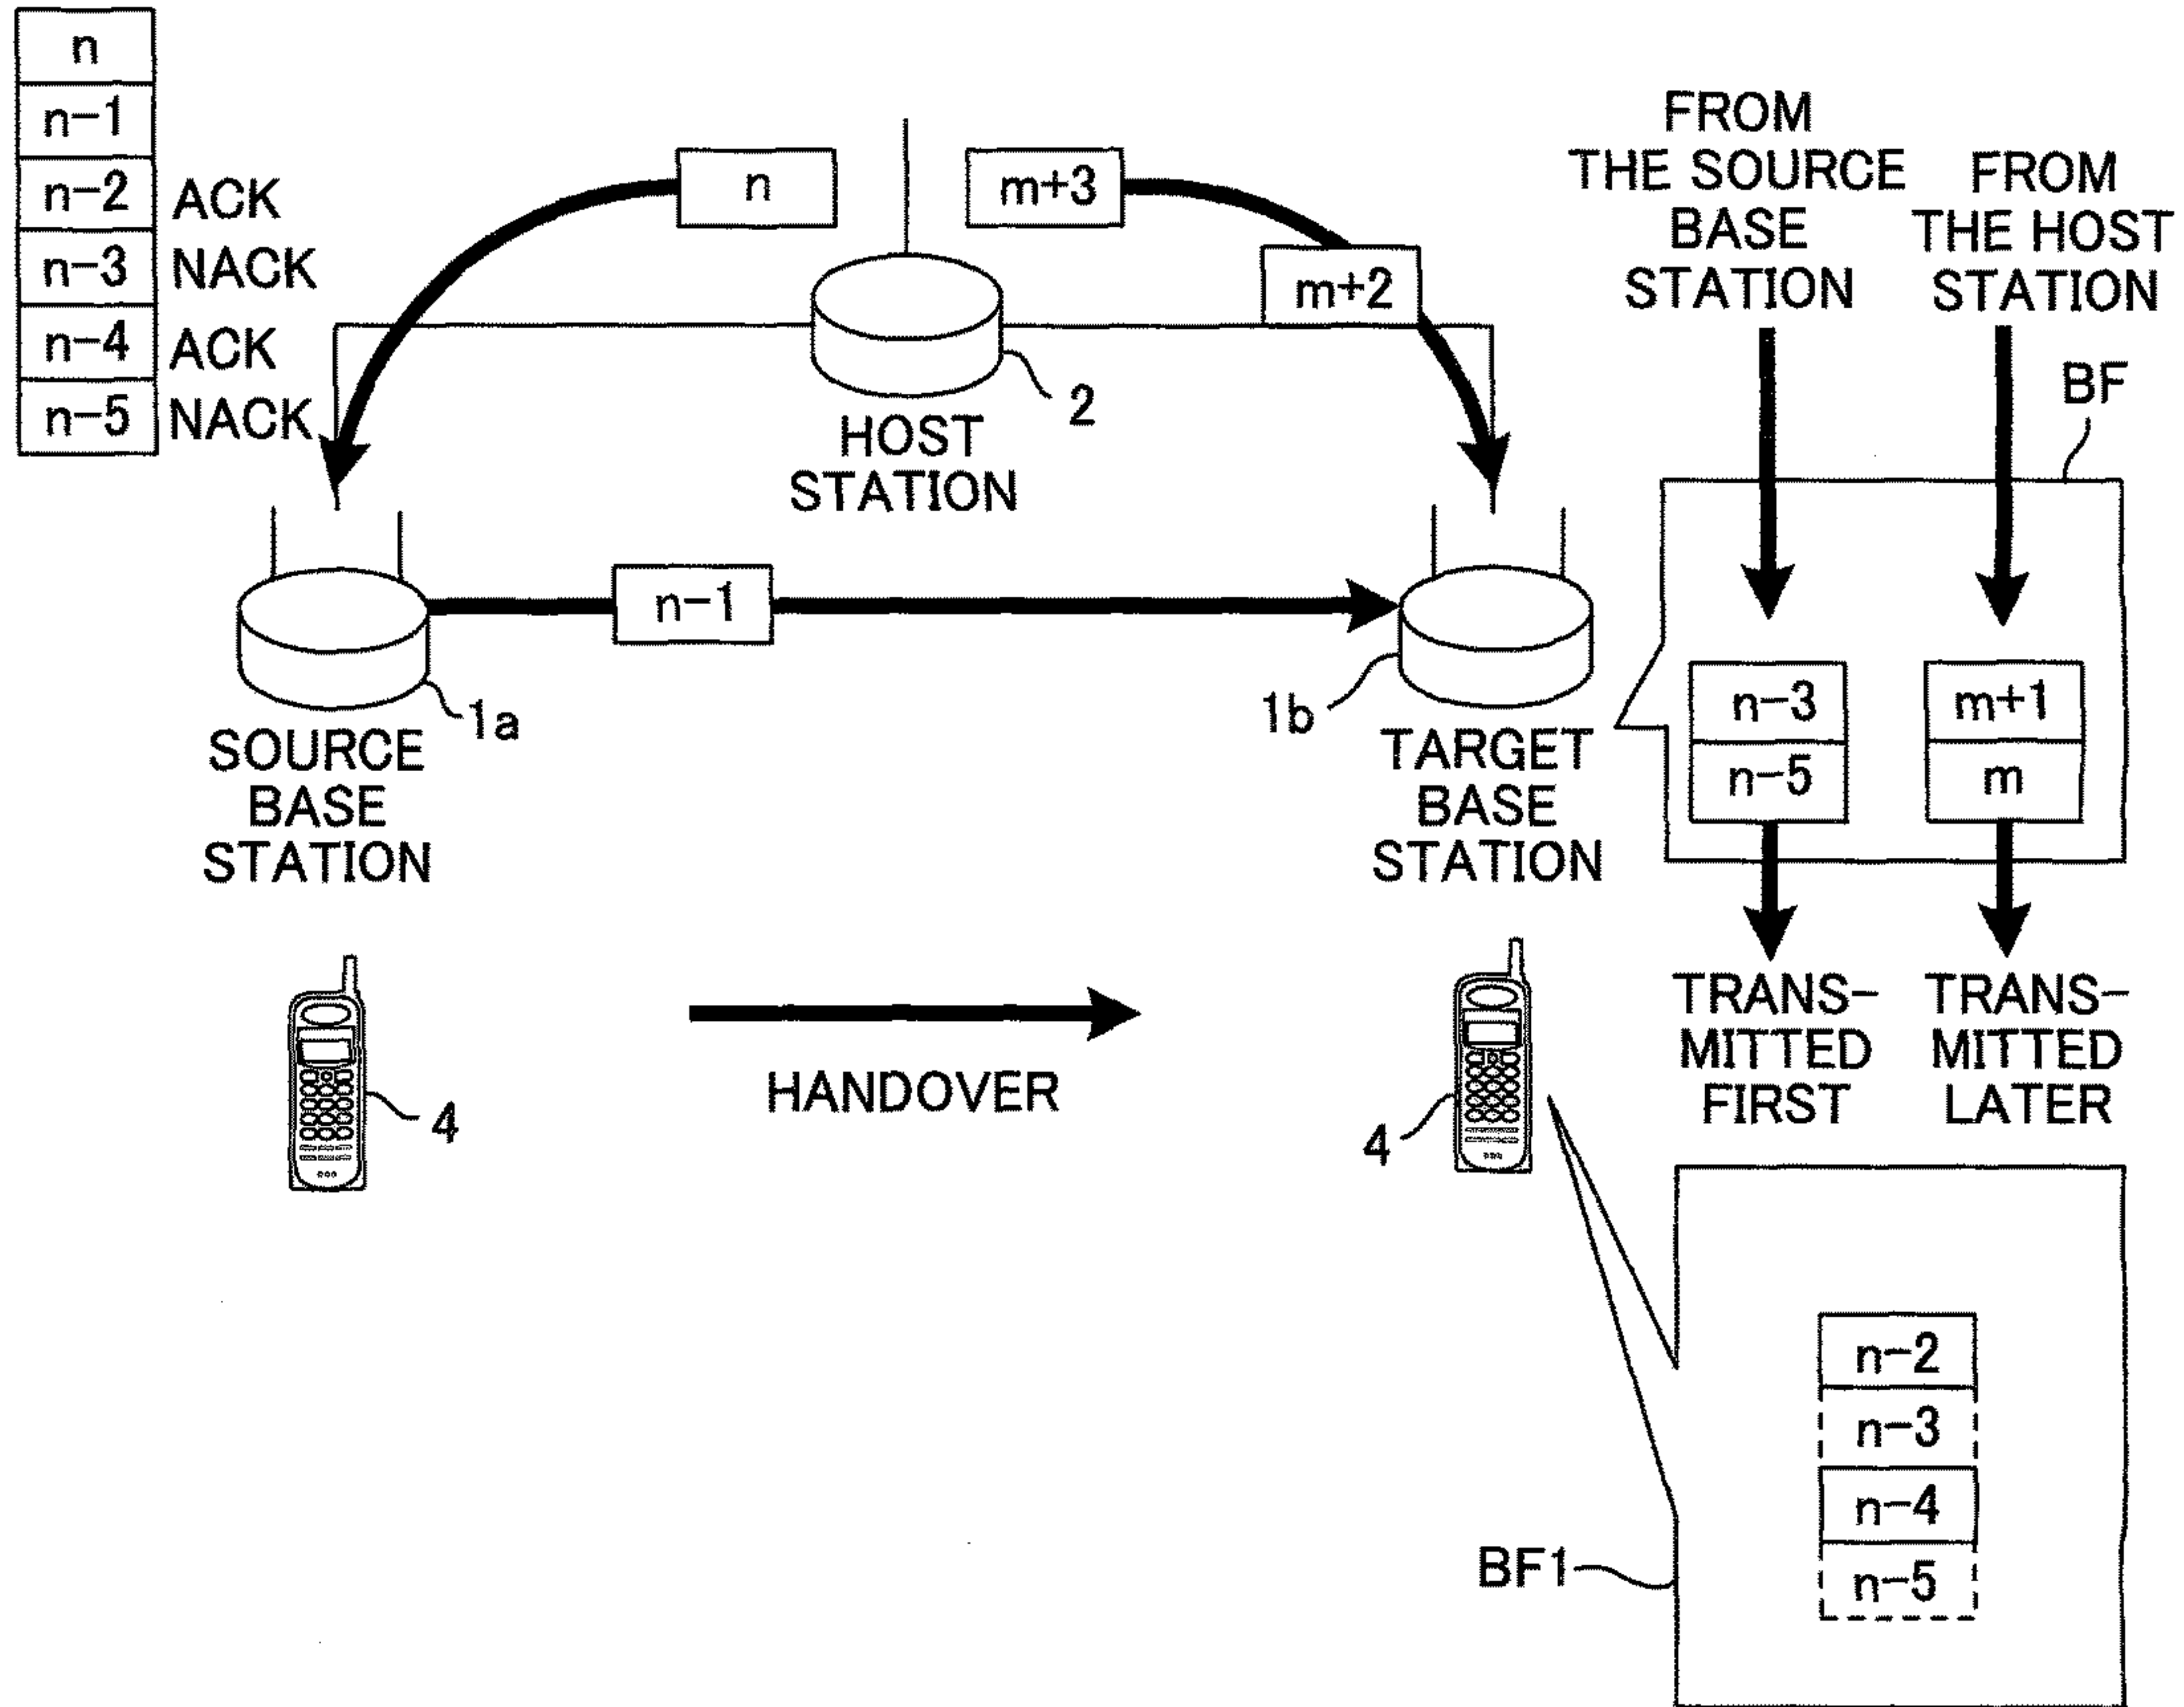 n
n-1
n-2 ACK
n-3 NACK
n-4 ACK
n-5 NACK
n
m+3
m+2
2
HOST
STATION
FROM
THE SOURCE
BASE
STATION
FROM
THE HOST
STATION
BF
n-1
1a
SOURCE
BASE
STATION
1b
TARGET
BASE
STATION
n-3
n-5
m+1
m
TRANS-
MITTED
FIRST
TRANS-
MITTED
LATER
4
HANDOVER
4
n-2
n-3
n-4
n-5
BF1